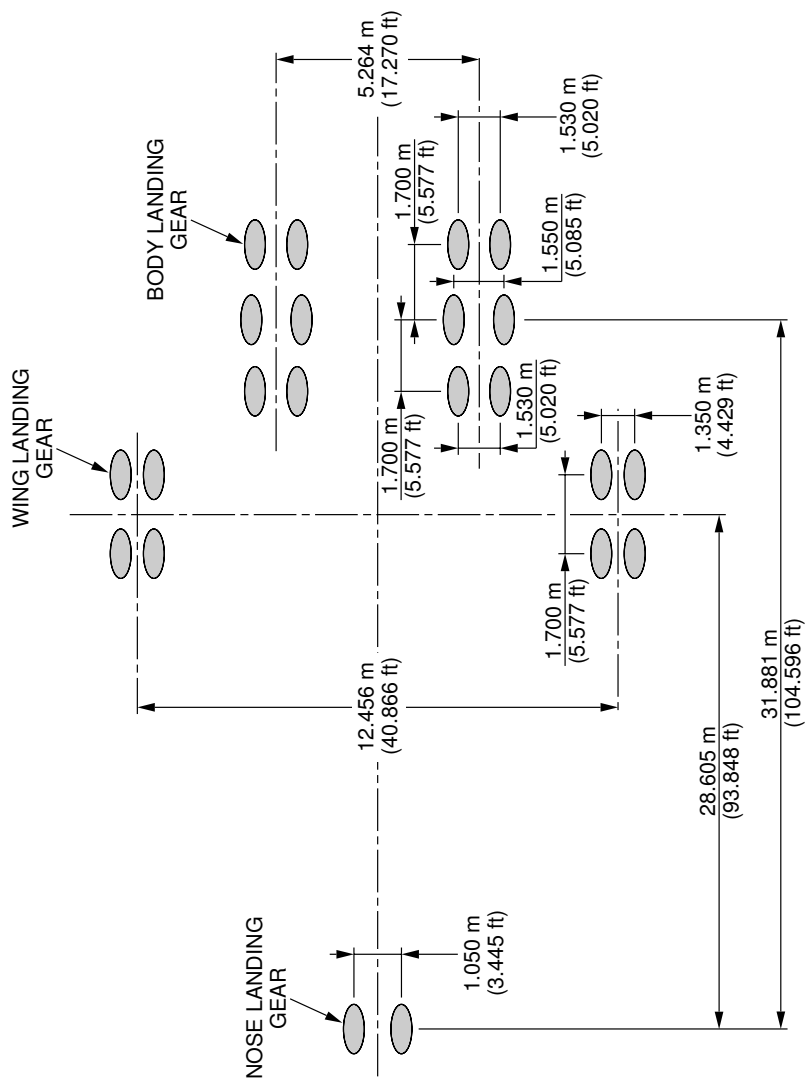 5.264 m
(17.270 ft)
1.530 m
(5.020 ft)
BODY LANDING
GEAR
1.700 m
(5.577 ft)
1.550 m
(5.085 ft)
WING LANDING
GEAR
1.700 m
(5.577 ft)
1.530 m
(5.020 ft)
1.350 m
(4.429 ft)
1.700 m
(5.577 ft)
12.456 m
(40.866 ft)
31.881 m
(104.596 ft)
28.605 m
(93.848 ft)
NOSE LANDING
GEAR
1.050 m
(3.445 ft)